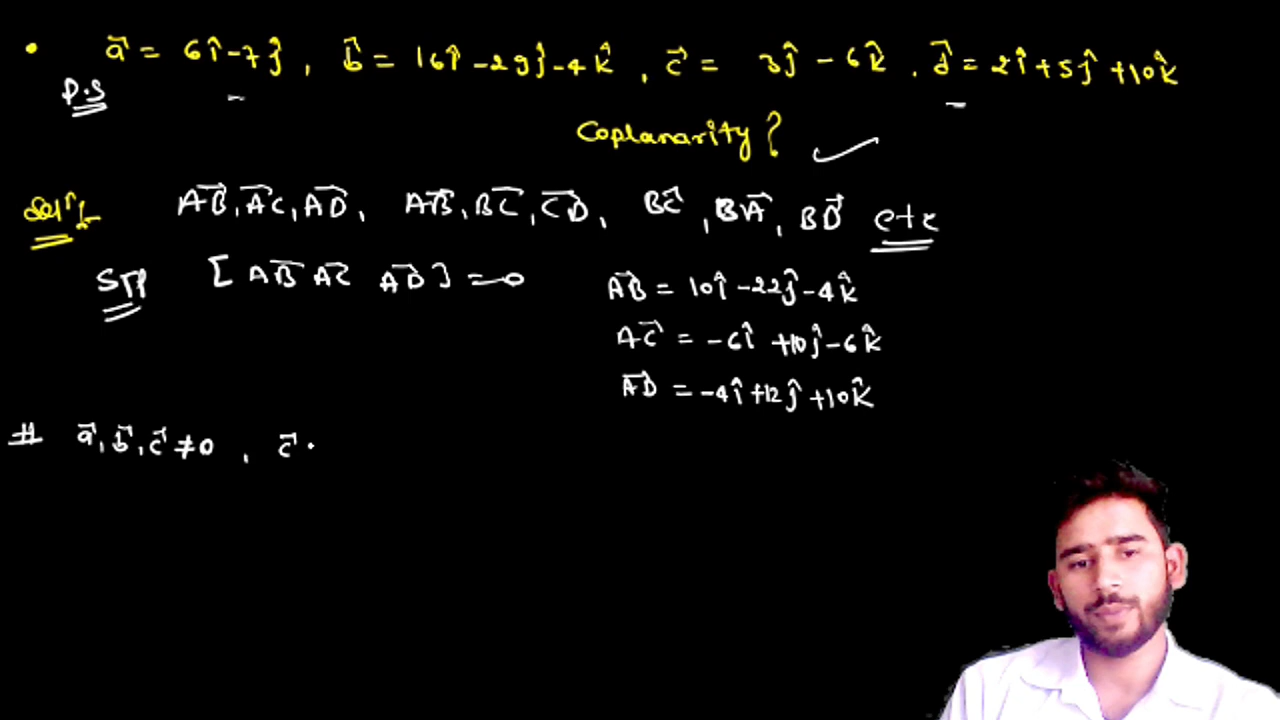 • a⃗ = 6î - 7ĵ, b⃗ = 16î - 29ĵ - 4k̂, c⃗ = 3ĵ - 6k̂. d⃗ = 2î + 5ĵ + 10k̂
P.S
Coplanarity?
Solⁿ AB⃗, AC⃗, AD⃗, AB⃗, BC⃗, CD⃗, BC⃗, BA⃗, BD⃗ etc
[AB⃗ AC⃗ AD⃗] = 0
AB⃗ = 10î - 22ĵ - 4k̂
AC⃗ = -6î + 10ĵ - 6k̂
AD⃗ = -4î + 12ĵ + 10k̂
# a⃗, b⃗, c⃗ ≠ 0, c⃗ ·